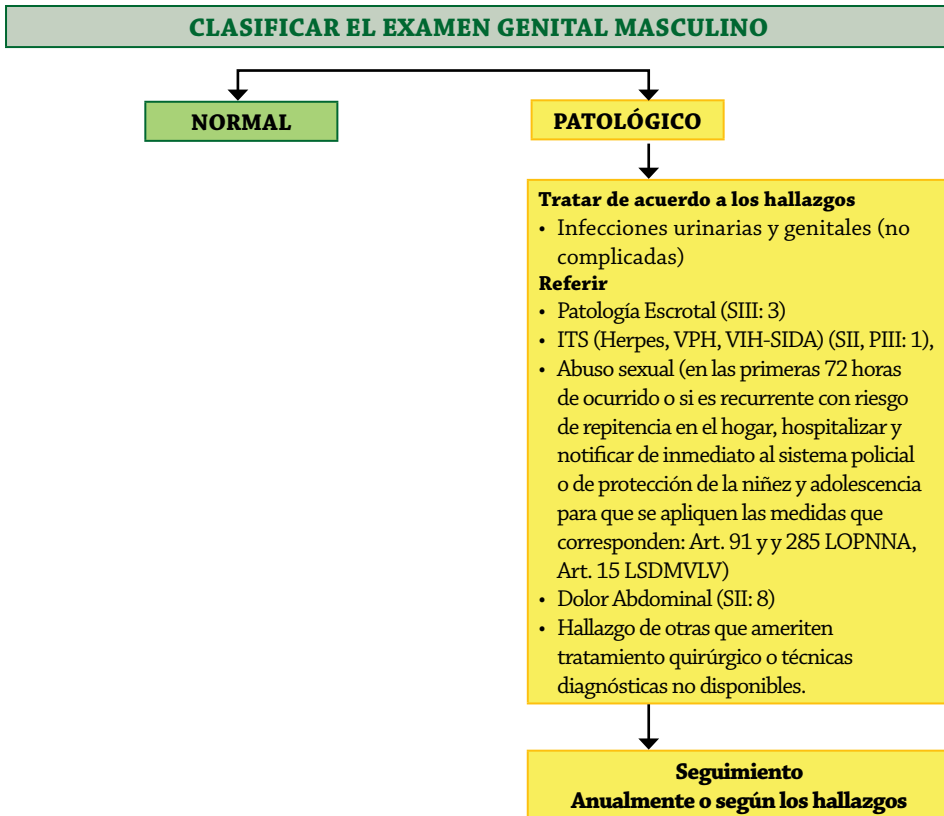 CLASIFICAR EL EXAMEN GENITAL MASCULINO
NORMAL
PATOLÓGICO
Tratar de acuerdo a los hallazgos
• Infecciones urinarias y genitales (no
complicadas)
Referir
• Patología Escrotal (SIII: 3)
• ITS (Herpes, VPH, VIH-SIDA) (SII, PIII: 1),
• Abuso sexual (en las primeras 72 horas
de ocurrido o si es recurrente con riesgo
de repitencia en el hogar, hospitalizar y
notificar de inmediato al sistema policial
o de protección de la niñez y adolescencia
para que se apliquen las medidas que
corresponden: Art. 91 y y 285 LOPNNA,
Art. 15 LSDMVLV)
• Dolor Abdominal (SII: 8)
• Hallazgo de otras que ameriten
tratamiento quirúrgico o técnicas
diagnósticas no disponibles.
Seguimiento
Anualmente o según los hallazgos